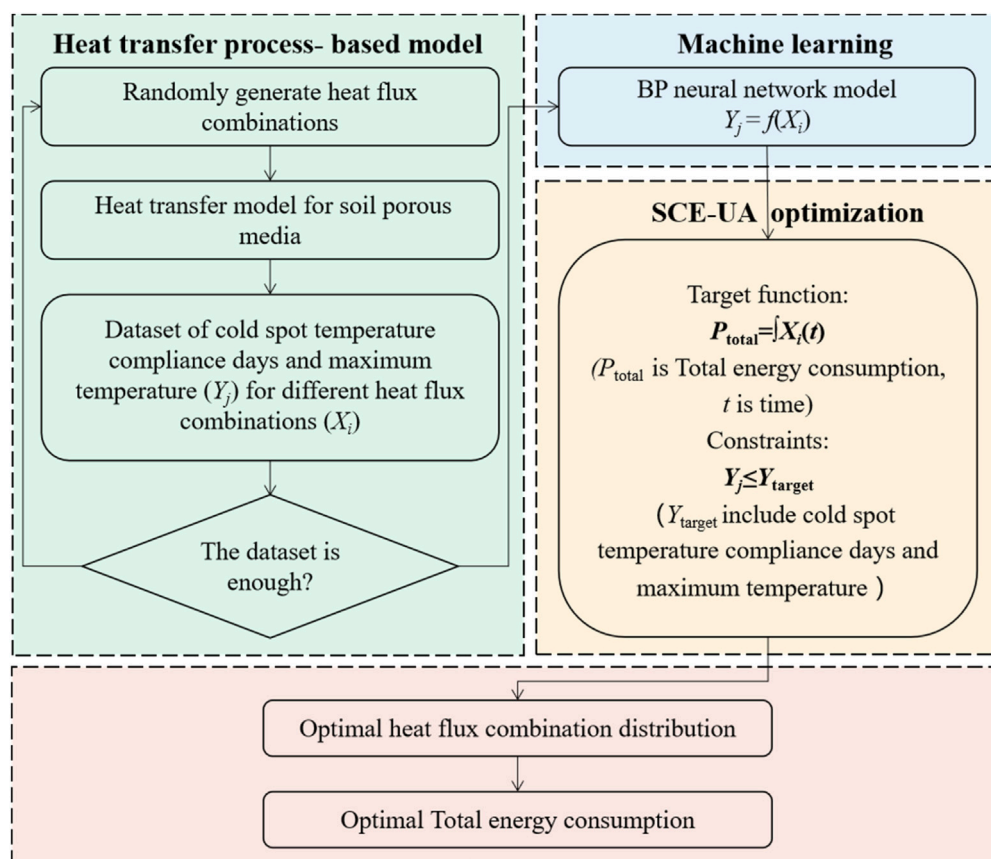 Heat transfer process- based model
Randomly generate heat flux
combinations
Heat transfer model for soil porous
media
Dataset of cold spot temperature
compliance days and maximum
temperature (Yj) for different heat flux
combinations (Xi)
The dataset is
enough?
Machine learning
BP neural network model
Yj = f(Xi)
SCE-UA optimization
Target function:
Ptotal=∫Xi(t)
(Ptotal is Total energy consumption,
t is time)
Constraints:
Yj≤Ytarget
(Ytarget include cold spot
temperature compliance days and
maximum temperature )
Optimal heat flux combination distribution
Optimal Total energy consumption